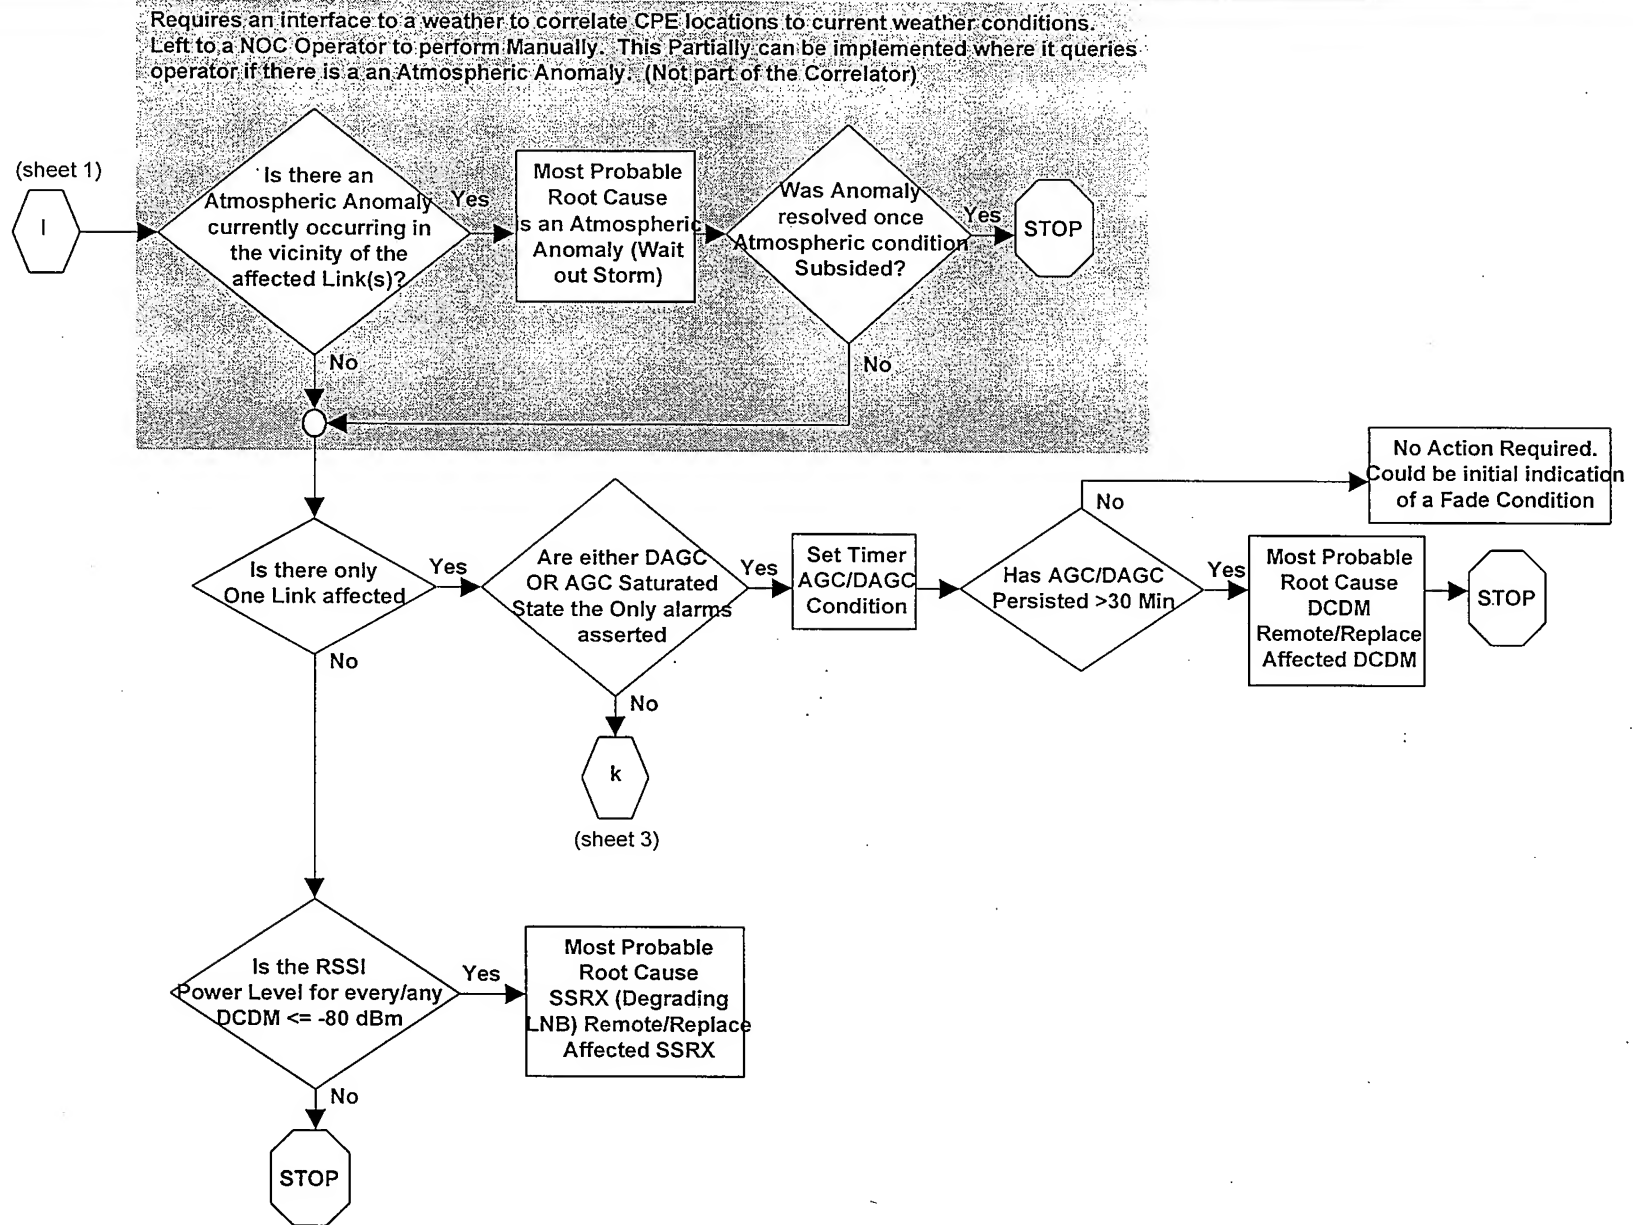 Requires an interface to a weather to correlate CPE locations to current weather conditions.
Left to a NOC Operator to perform Manually. This Partially can be implemented where it queries
operator if there is a an Atmospheric Anomaly. (Not part of the Correlator)
(sheet 1)
I
Is there an
Atmospheric Anomaly
currently occurring in
the vicinity of the
affected Link(s)?
Yes
No
Most Probable
Root Cause
is an Atmospheric
Anomaly (Wait
out Storm)
Was Anomaly
resolved once
Atmospheric condition
Subsided?
Yes
No
STOP
Is there only
One Link affected
Yes
No
Are either DAGC
OR AGC Saturated
State the Only alarms
asserted
Yes
No
k
(sheet 3)
Set Timer
AGC/DAGC
Condition
Has AGC/DAGC
Persisted >30 Min
No
Yes
No Action Required.
Could be initial indication
of a Fade Condition
Most Probable
Root Cause
DCDM
Remote/Replace
Affected DCDM
STOP
Is the RSSI
Power Level for every/any
DCDM <= -80 dBm
Yes
No
Most Probable
Root Cause
SSRX (Degrading
LNB) Remote/Replace
Affected SSRX
STOP